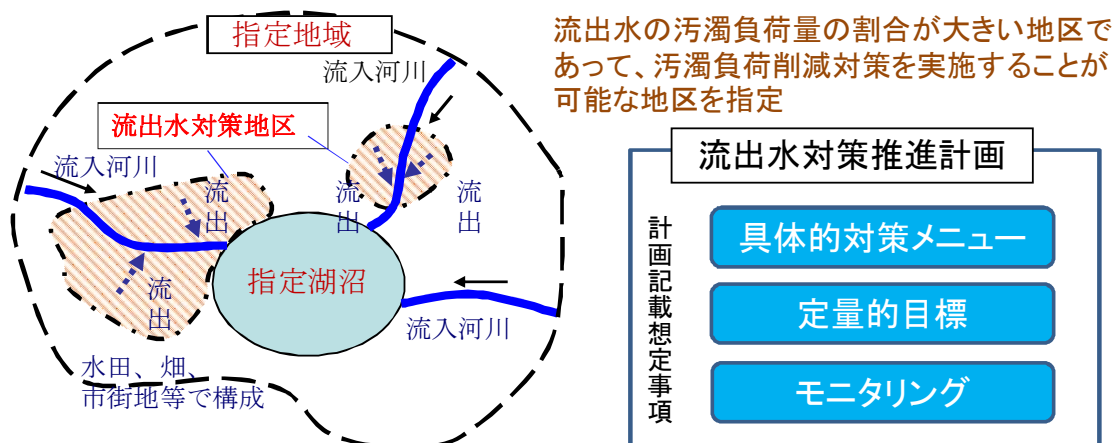 指定地域
流入河川
流出水対策地区
流入河川
流出
流出
流出
流出
指定湖沼
流入河川
水田、畑、
市街地等で構成
流出水の汚濁負荷量の割合が大きい地区で
あって、汚濁負荷削減対策を実施することが
可能な地区を指定
流出水対策推進計画
計画記載想定事項
具体的対策メニュー
定量的目標
モニタリング